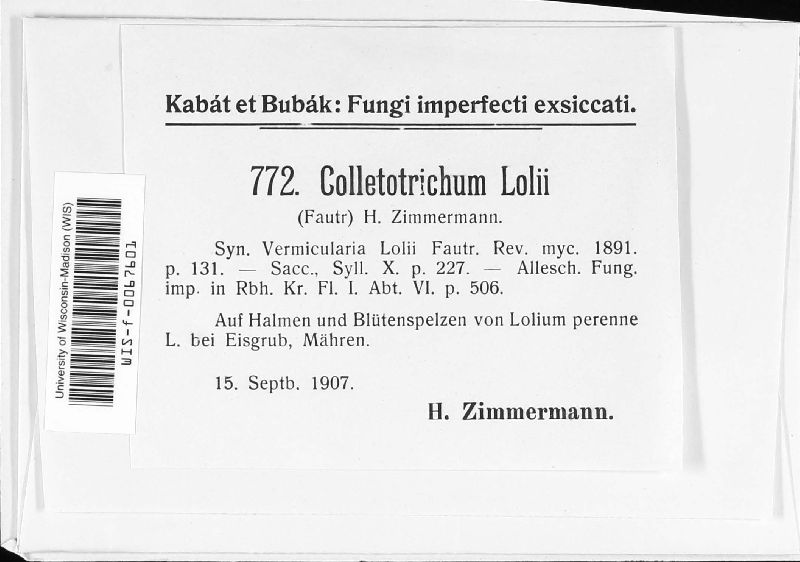 Kabát et Bubák: Fungi imperfecti exsiccati.
772. Colletotrichum Lolii
(Fautr) H. Zimmermann.
Syn. Vermicularia Lolii Fautr. Rev. myc. 1891.
p. 131. — Sacc., Syll. X. p. 227. — Allesch. Fung.
imp. in Rbh. Kr. Fl. I. Abt. VI. p. 506.
Auf Halmen und Blütenspelzen von Lolium perenne
L. bei Eisgrub, Mähren.
15. Septb. 1907.
H. Zimmermann.
University of Wisconsin-Madison (WIS)
WIS-f-0067601